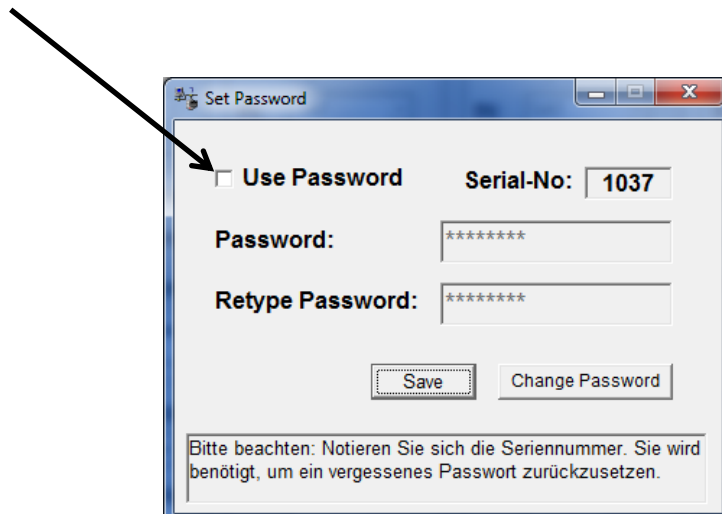 Set Password
Use Password Serial-No: 1037
Password: ********
Retype Password: ********
Save Change Password
Bitte beachten: Notieren Sie sich die Seriennummer. Sie wird
benötigt, um ein vergessenes Passwort zurückzusetzen.